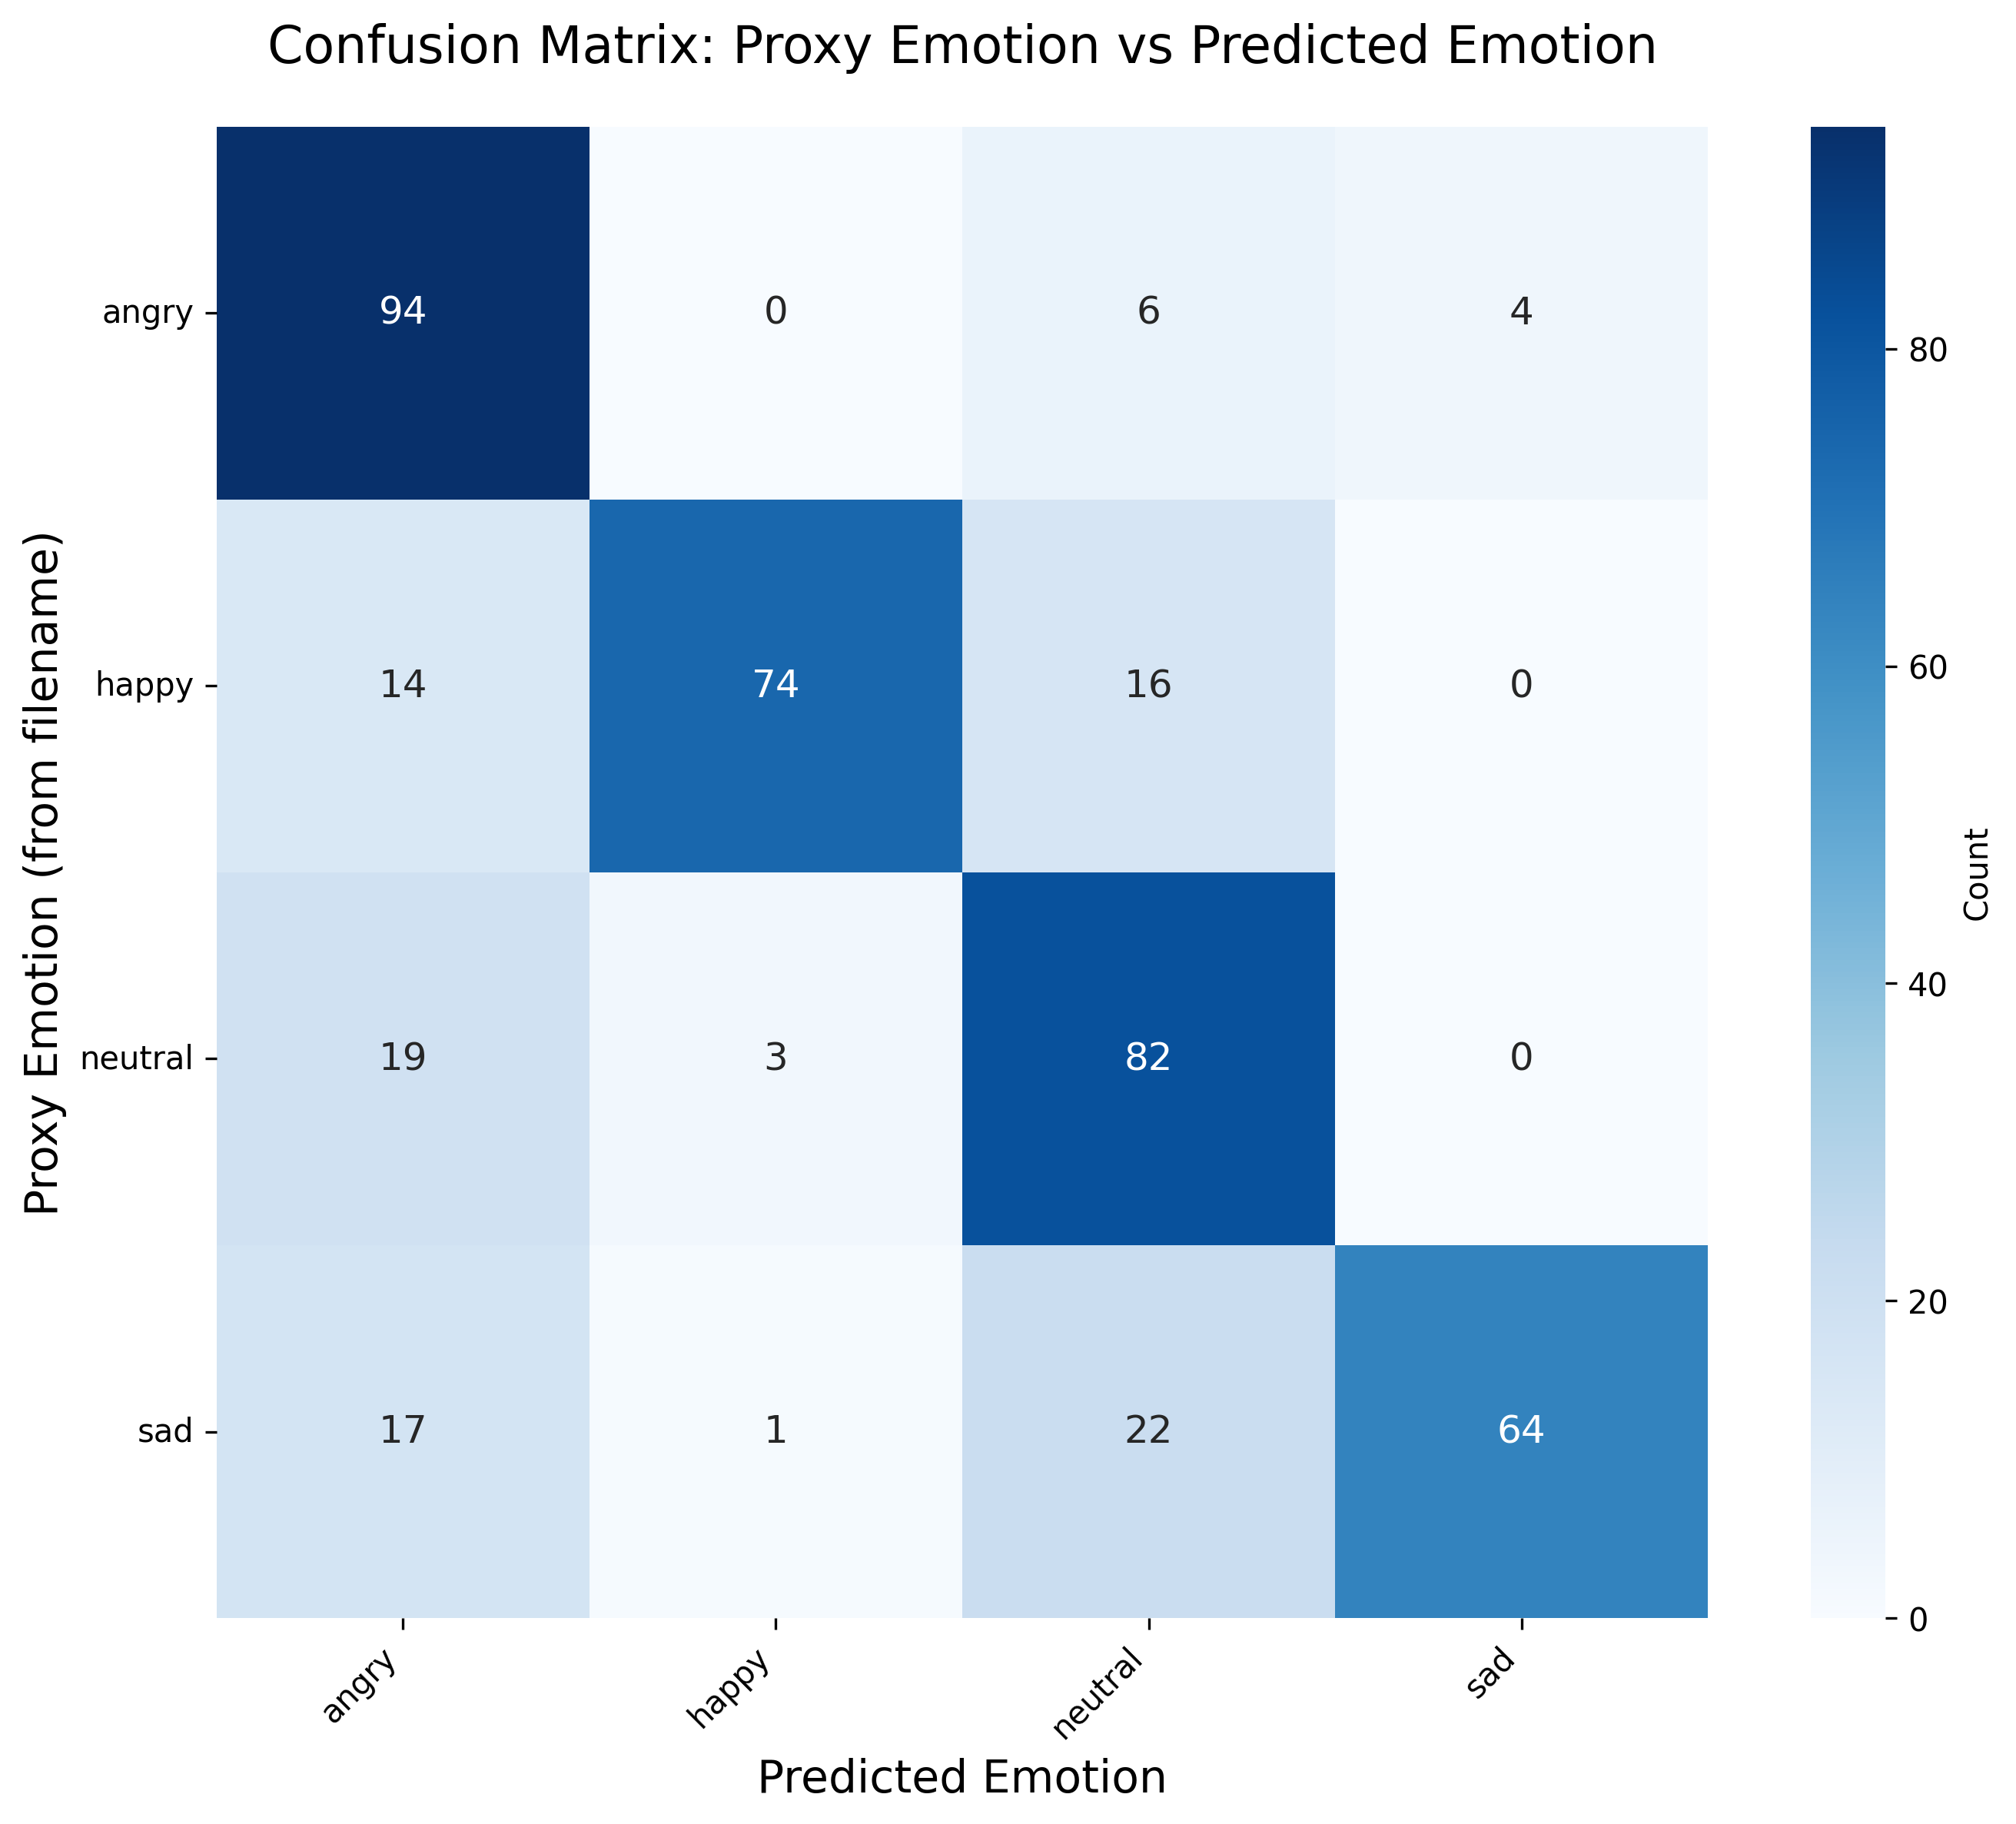 Confusion Matrix: Proxy Emotion vs Predicted Emotion
Proxy Emotion (from filename)
angry 94 0 6 4
happy 14 74 16 0
neutral 19 3 82 0
sad 17 1 22 64
angry happy neutral sad
Predicted Emotion
80
60
40
20
0
Count